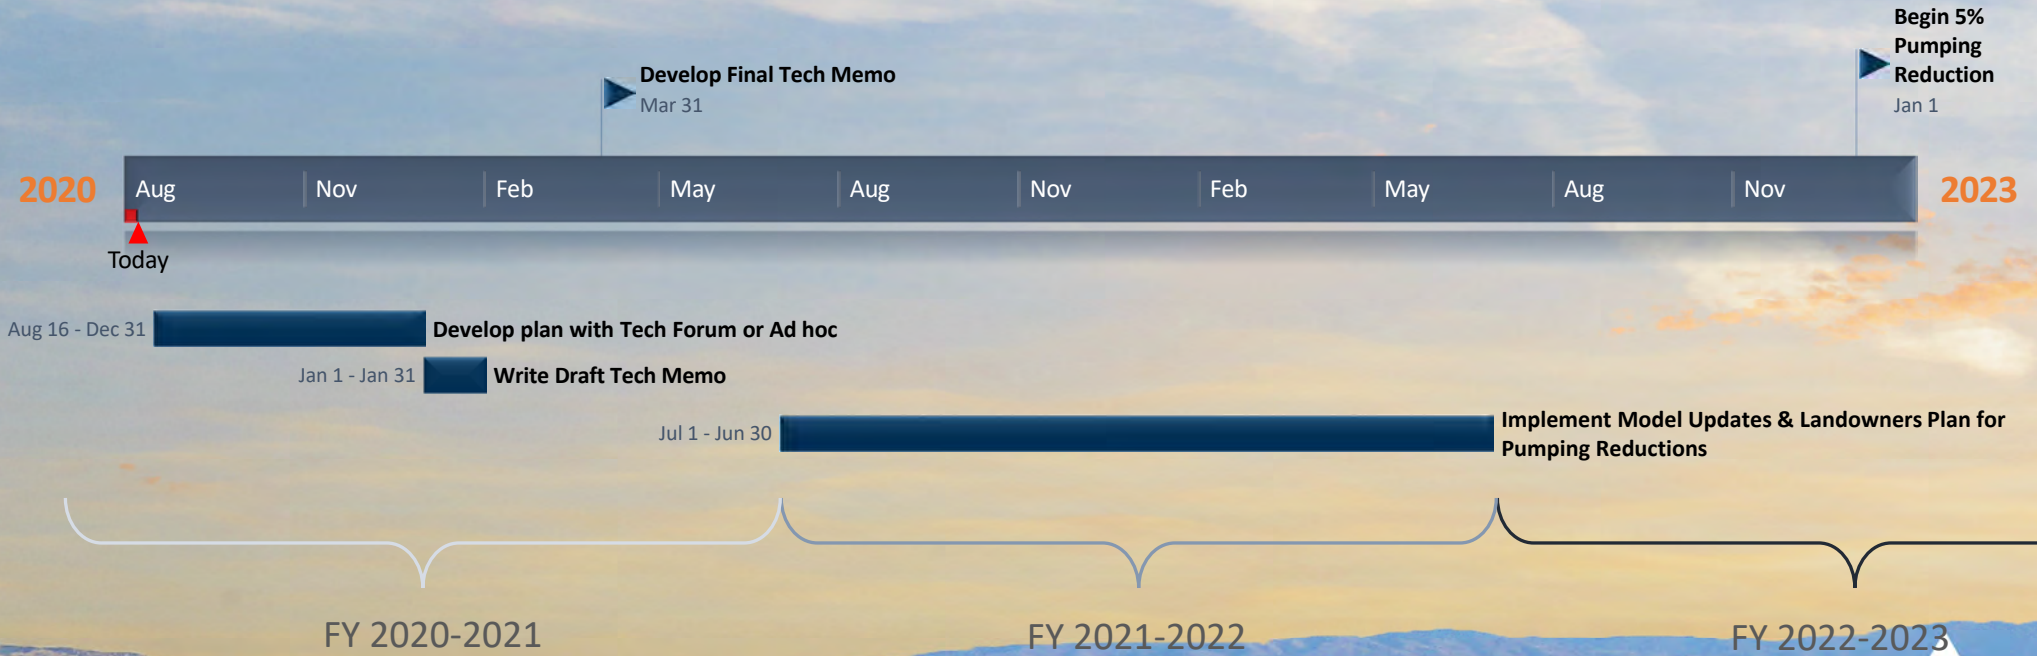 Begin 5%
Pumping
Reduction
Jan 1
Develop Final Tech Memo
Mar 31
2020 Aug Nov Feb May Aug Nov Feb May Aug Nov 2023
Today
Aug 16 - Dec 31 Develop plan with Tech Forum or Ad hoc
Jan 1 - Jan 31 Write Draft Tech Memo
Jul 1 - Jun 30 Implement Model Updates & Landowners Plan for
Pumping Reductions
FY 2020-2021 FY 2021-2022 FY 2022-2023